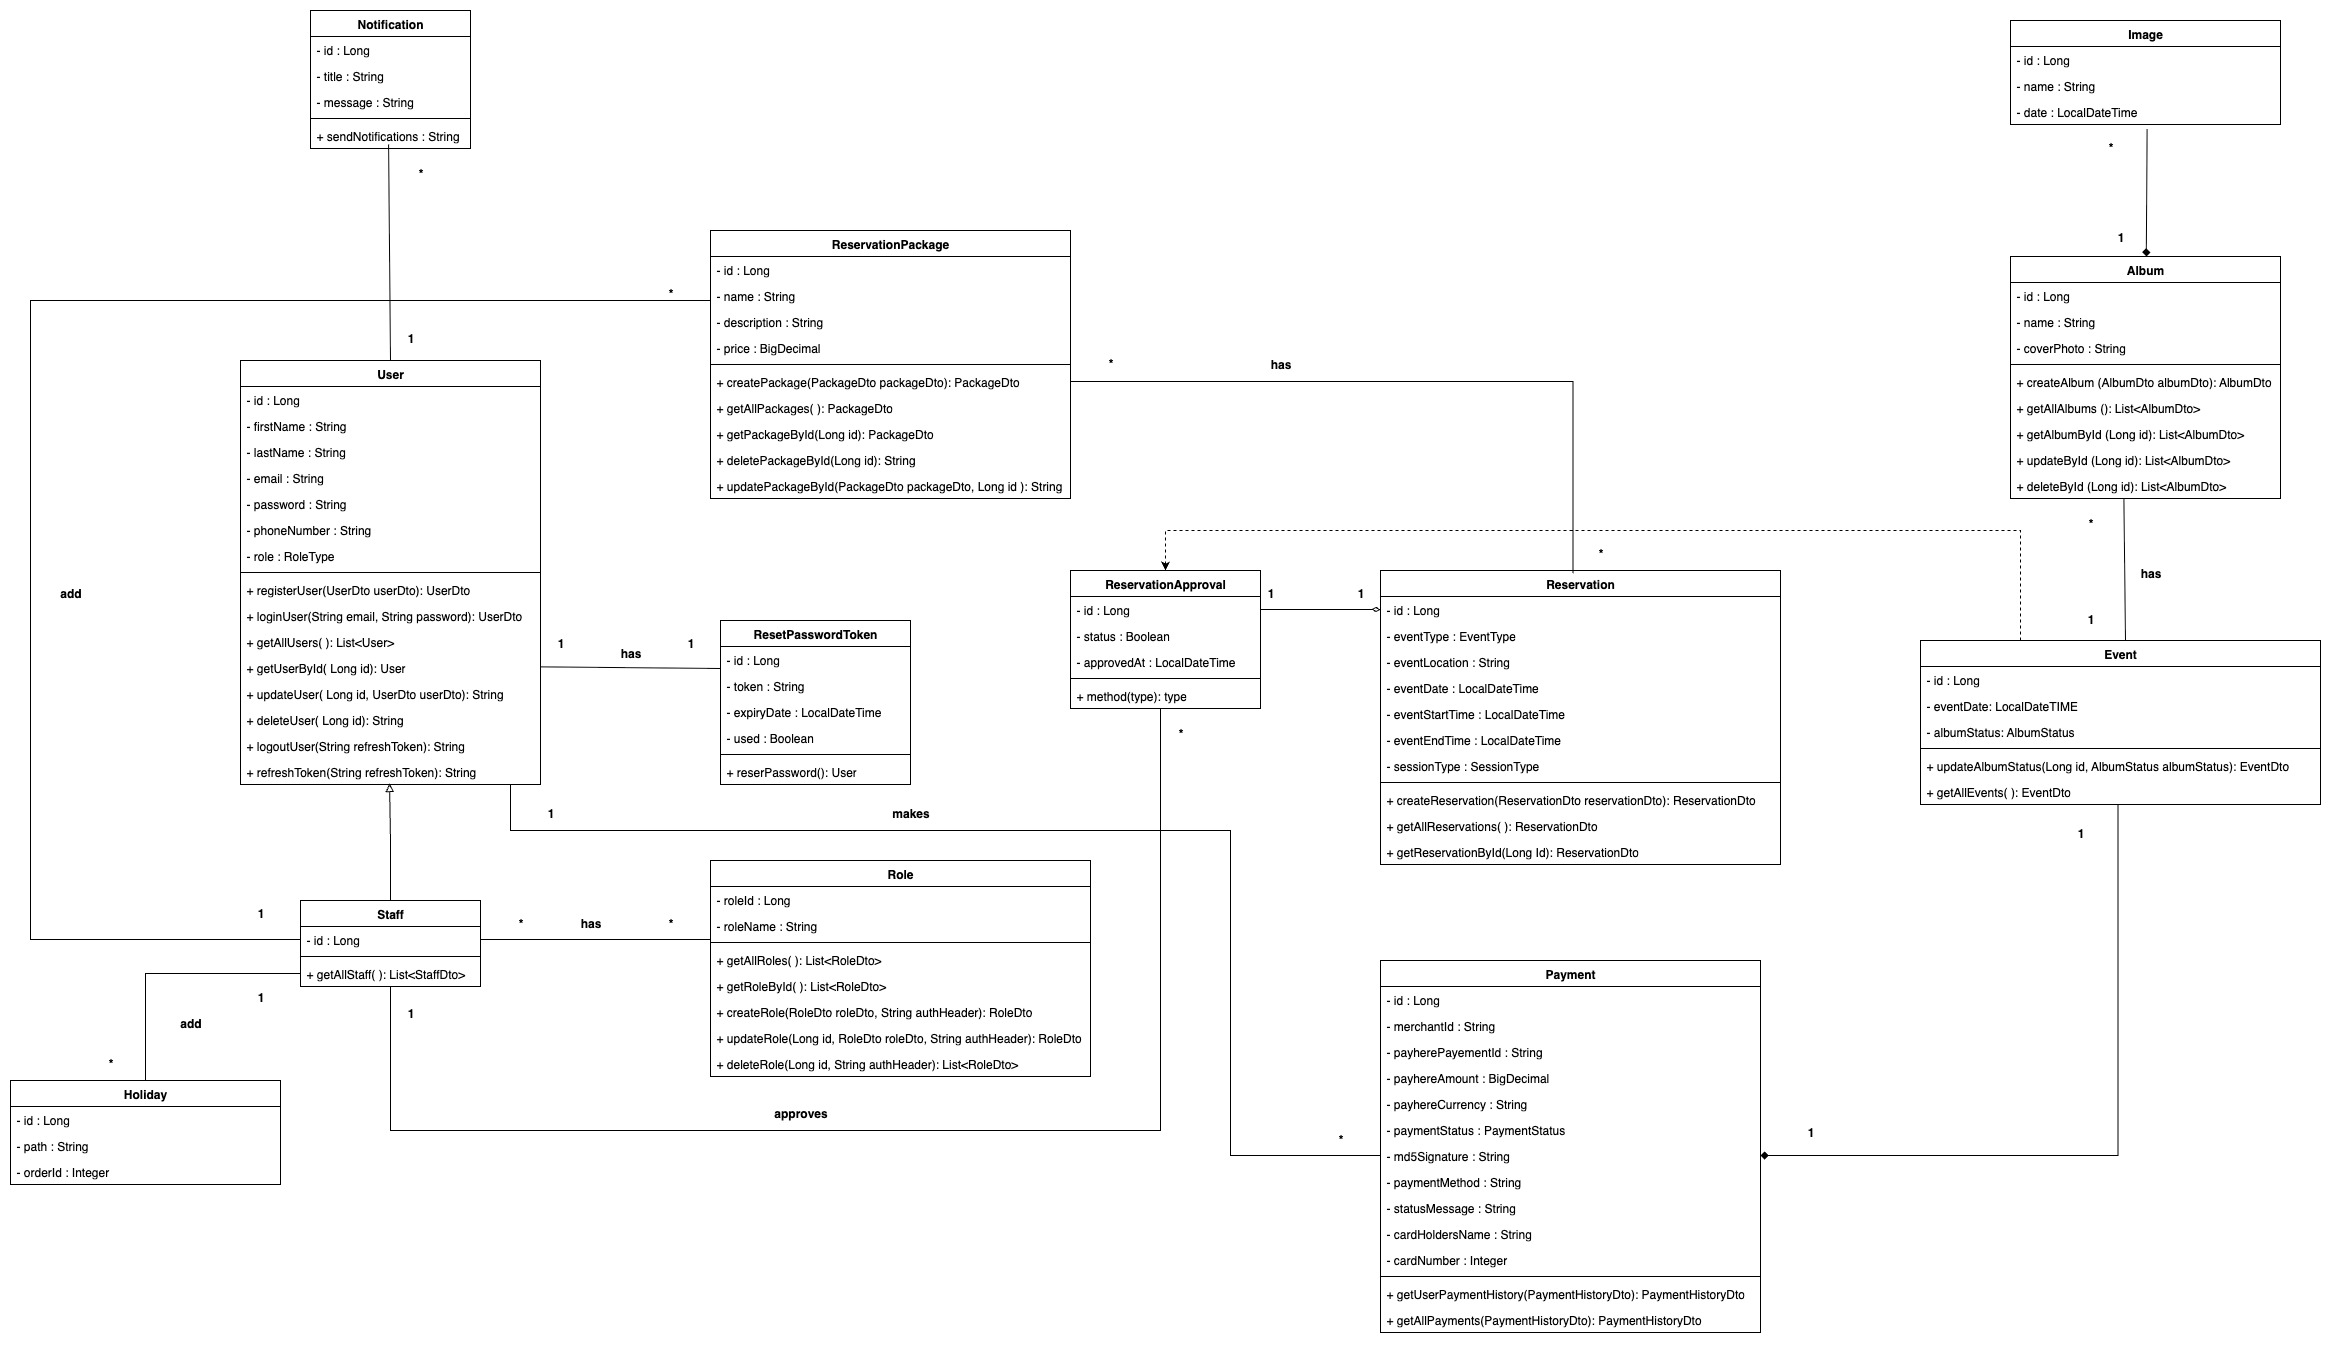 Notification
- id : Long
- title : String
- message : String
+ sendNotifications : String
*
1
Image
- id : Long
- name : String
- date : LocalDateTime
*
1
Album
- id : Long
- name : String
- coverPhoto : String
+ createAlbum (AlbumDto albumDto): AlbumDto
+ getAllAlbums (): List<AlbumDto>
+ getAlbumById (Long id): List<AlbumDto>
+ updateById (Long id): List<AlbumDto>
+ deleteById (Long id): List<AlbumDto>
*
has
1
ReservationPackage
- id : Long
- name : String
- description : String
- price : BigDecimal
+ createPackage(PackageDto packageDto): PackageDto
+ getAllPackages( ): PackageDto
+ getPackageById(Long id): PackageDto
+ deletePackageById(Long id): String
+ updatePackageById(PackageDto packageDto, Long id ): String
*
*
has
*
User
- id : Long
- firstName : String
- lastName : String
- email : String
- password : String
- phoneNumber : String
- role : RoleType
+ registerUser(UserDto userDto): UserDto
+ loginUser(String email, String password): UserDto
+ getAllUsers( ): List<User>
+ getUserById( Long id): User
+ updateUser( Long id, UserDto userDto): String
+ deleteUser( Long id): String
+ logoutUser(String refreshToken): String
+ refreshToken(String refreshToken): String
add
1
has
1
ResetPasswordToken
- id : Long
- token : String
- expiryDate : LocalDateTime
- used : Boolean
+ reserPassword(): User
ReservationApproval
- id : Long
- status : Boolean
- approvedAt : LocalDateTime
+ method(type): type
1
1
*
Reservation
- id : Long
- eventType : EventType
- eventLocation : String
- eventDate : LocalDateTime
- eventStartTime : LocalDateTime
- eventEndTime : LocalDateTime
- sessionType : SessionType
+ createReservation(ReservationDto reservationDto): ReservationDto
+ getAllReservations( ): ReservationDto
+ getReservationById(Long Id): ReservationDto
Event
- id : Long
- eventDate: LocalDateTIME
- albumStatus: AlbumStatus
+ updateAlbumStatus(Long id, AlbumStatus albumStatus): EventDto
+ getAllEvents( ): EventDto
1
1
makes
Role
- roleId : Long
- roleName : String
+ getAllRoles( ): List<RoleDto>
+ getRoleById( ): List<RoleDto>
+ createRole(RoleDto roleDto, String authHeader): RoleDto
+ updateRole(Long id, RoleDto roleDto, String authHeader): RoleDto
+ deleteRole(Long id, String authHeader): List<RoleDto>
1
Staff
- id : Long
+ getAllStaff( ): List<StaffDto>
*
has
*
1
add
*
1
Holiday
- id : Long
- path : String
- orderId : Integer
approves
Payment
- id : Long
- merchantId : String
- payherePayementId : String
- payhereAmount : BigDecimal
- payhereCurrency : String
- paymentStatus : PaymentStatus
- md5Signature : String
- paymentMethod : String
- statusMessage : String
- cardHoldersName : String
- cardNumber : Integer
+ getUserPaymentHistory(PaymentHistoryDto): PaymentHistoryDto
+ getAllPayments(PaymentHistoryDto): PaymentHistoryDto
*
1